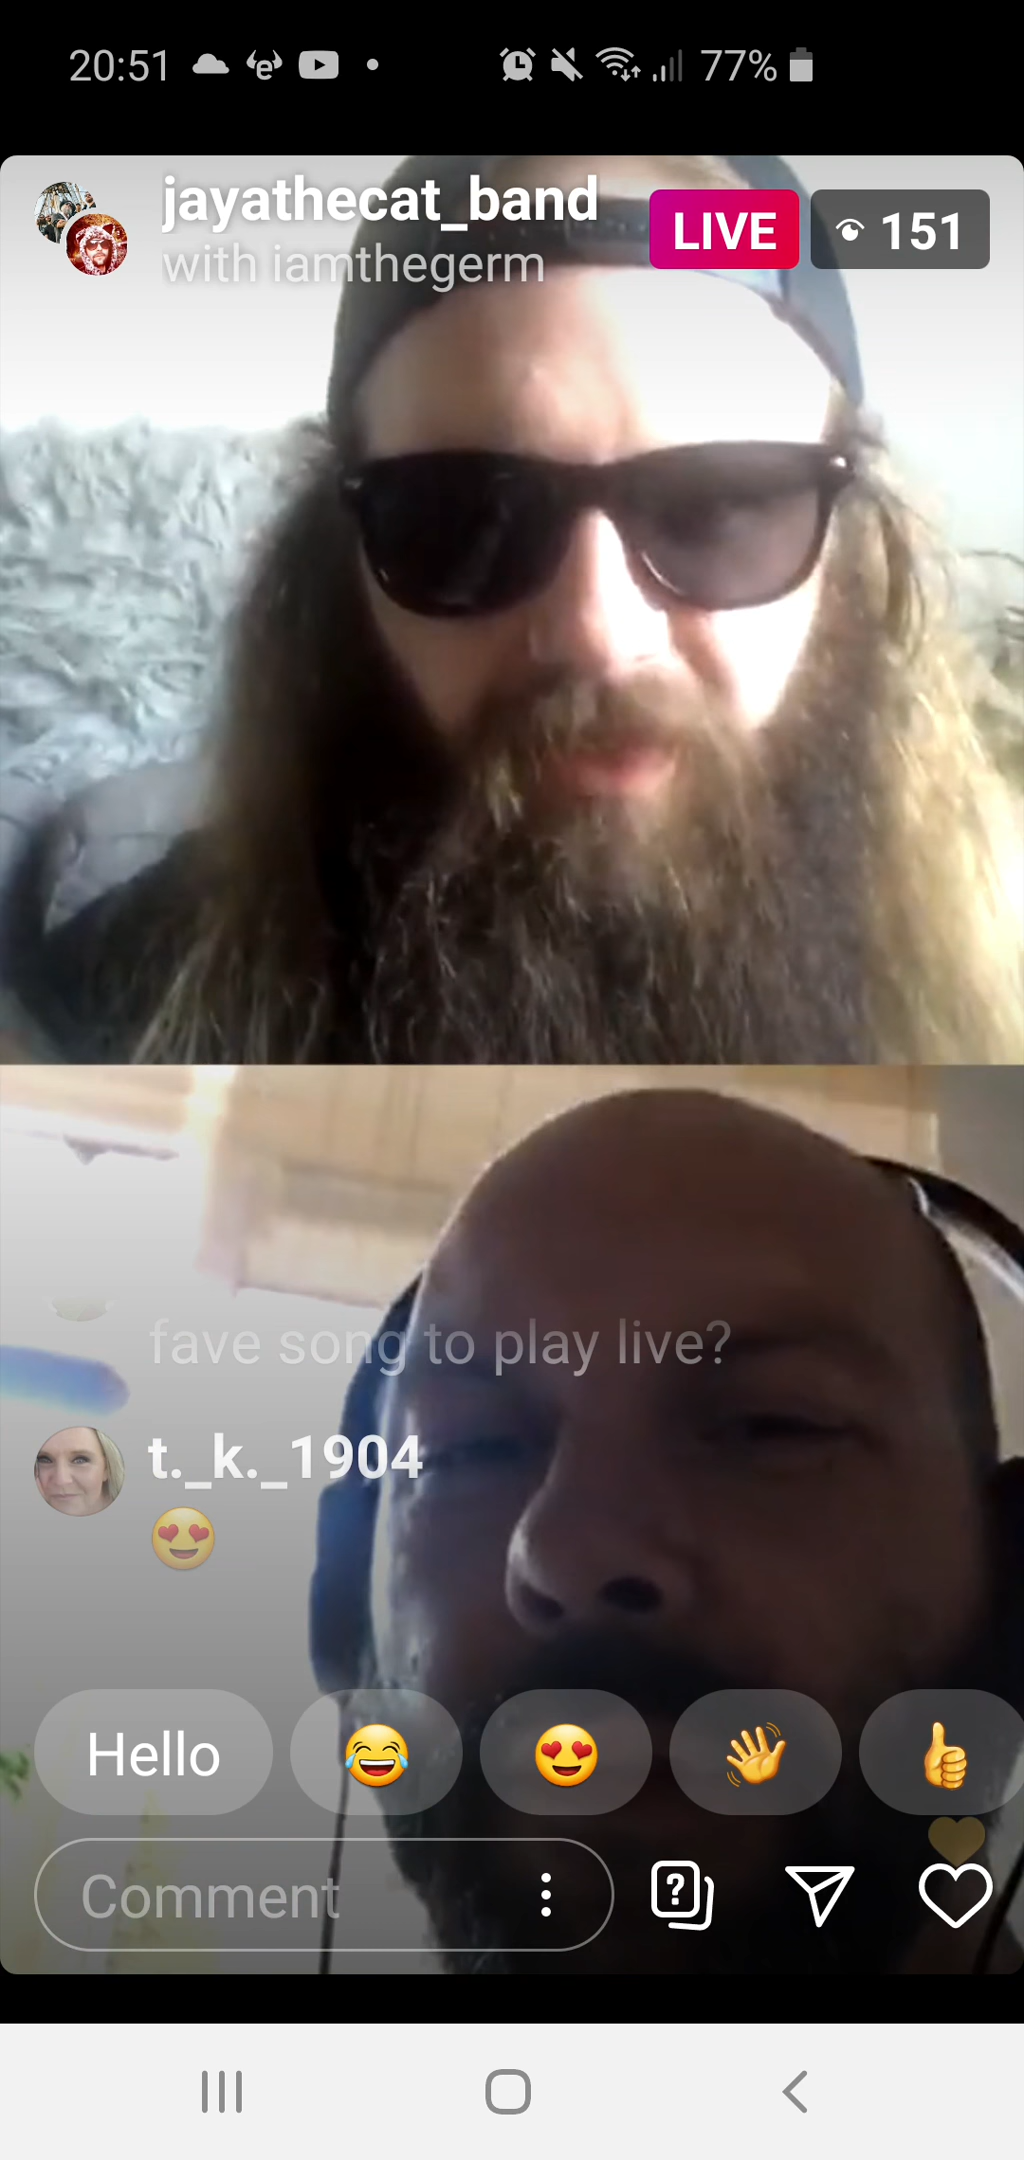 20:51
77%
jayathecat_band
with iamthegerm
LIVE
151
fave song to play live?
t._k._1904
Hello
Comment